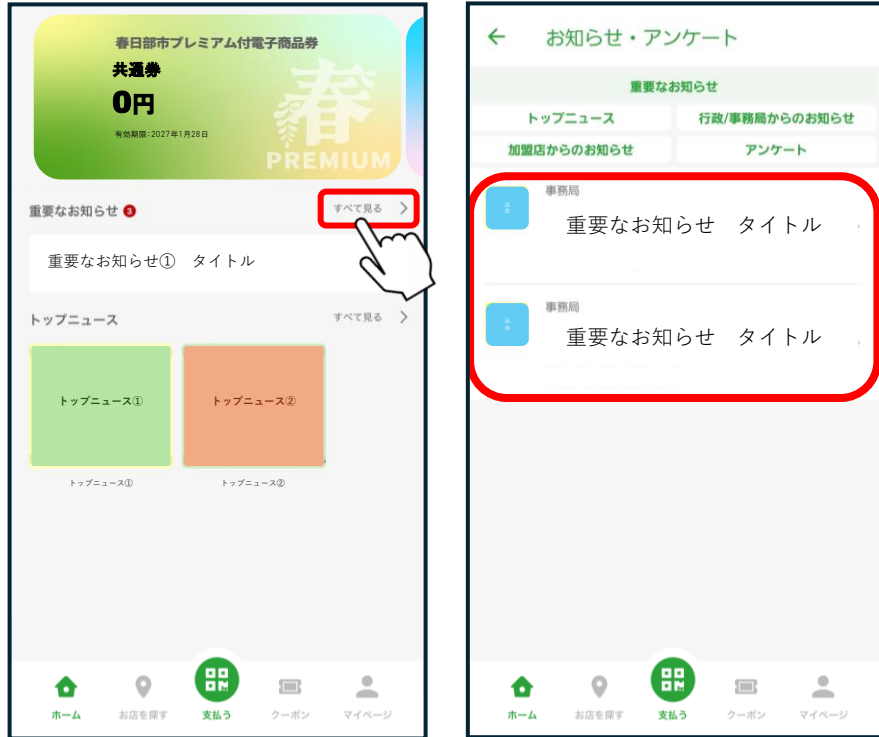 春日部市プレミアム付電子商品券
共通券
0円
有効期限:2027年1月28日
春
PREMIUM
重要なお知らせ 3
すべて見る
重要なお知らせ① タイトル
トップニュース
すべて見る
トップニュース①
トップニュース②
トップニュース①
トップニュース②
ホーム
お店を探す
支払う
クーポン
マイページ
お知らせ・アンケート
重要なお知らせ
トップニュース
行政/事務局からのお知らせ
加盟店からのお知らせ
アンケート
事務局
重要なお知らせ タイトル
事務局
重要なお知らせ タイトル
ホーム
お店を探す
支払う
クーポン
マイページ